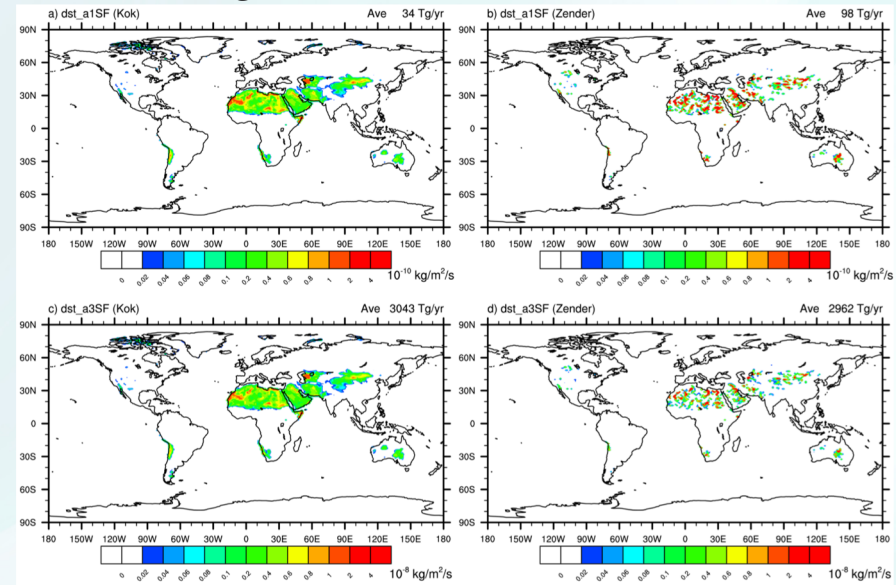 a) dst_a1SF (Kok) Ave 34 Tg/yr
90N
60N
30N
0
30S
60S
90S
180 150W 120W 90W 60W 30W 0 30E 60E 90E 120E 150E 180
0 0.02 0.04 0.06 0.08 0.1 0.2 0.4 0.6 0.8 1 2 4 10-10 kg/m2/s
b) dst_a1SF (Zender) Ave 98 Tg/yr
90N
60N
30N
0
30S
60S
90S
180 150W 120W 90W 60W 30W 0 30E 60E 90E 120E 150E 180
0 0.02 0.04 0.06 0.08 0.1 0.2 0.4 0.6 0.8 1 2 4 10-10 kg/m2/s
c) dst_a3SF (Kok) Ave 3043 Tg/yr
90N
60N
30N
0
30S
60S
90S
180 150W 120W 90W 60W 30W 0 30E 60E 90E 120E 150E 180
0 0.02 0.04 0.06 0.08 0.1 0.2 0.4 0.6 0.8 1 2 4 10-8 kg/m2/s
d) dst_a3SF (Zender) Ave 2962 Tg/yr
90N
60N
30N
0
30S
60S
90S
180 150W 120W 90W 60W 30W 0 30E 60E 90E 120E 150E 180
0 0.02 0.04 0.06 0.08 0.1 0.2 0.4 0.6 0.8 1 2 4 10-8 kg/m2/s